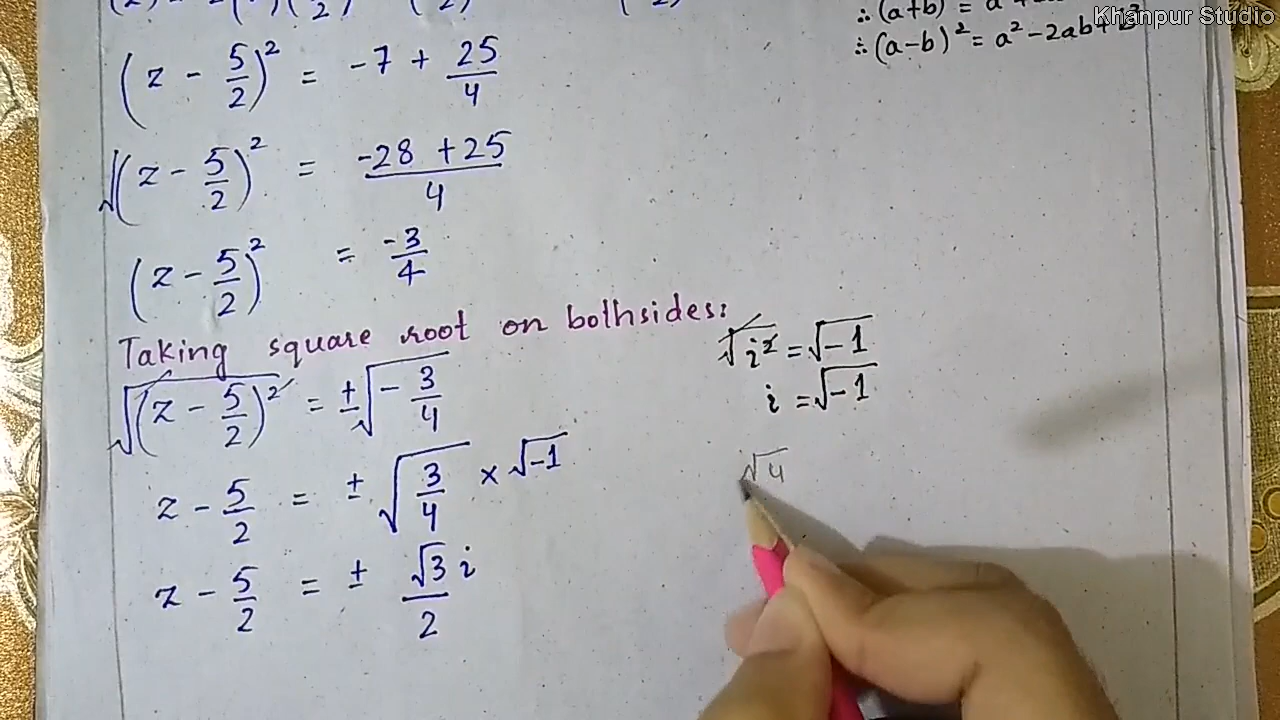 (z - 5/2)² = -7 + 25/4
√(z - 5/2)² = -28 + 25/4
(z - 5/2)² = -3/4
Taking square root on bothsides:
√(z - 5/2)² = ±√-3/4
z - 5/2 = ± √3/4 × √-1
z - 5/2 = ± √3 i/2
Khanpur Studio
∴ (a+b) = a
∴ (a-b)² = a² - 2ab +
√i² = √-1
i = √-1
√4